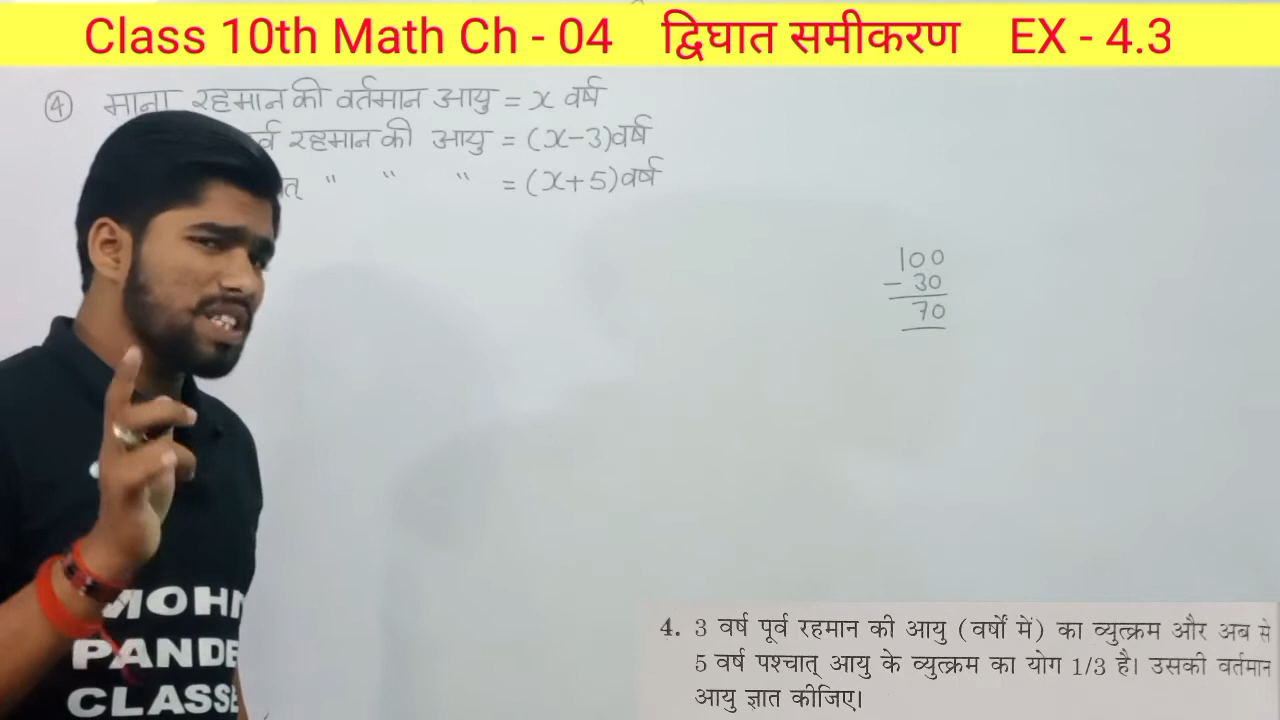 Class 10th Math Ch - 04 द्विघात समीकरण EX - 4.3
④ माना रहमान की वर्तमान आयु = x वर्ष
रहमान की आयु = (x-3)वर्ष
" " " = (x+5)वर्ष
100
- 30
70
MOHN
PANDE
CLASSE
4. 3 वर्ष पूर्व रहमान की आयु (वर्षों में) का व्युत्क्रम और अब से
5 वर्ष पश्चात् आयु के व्युत्क्रम का योग 1/3 है। उसकी वर्तमान
आयु ज्ञात कीजिए।